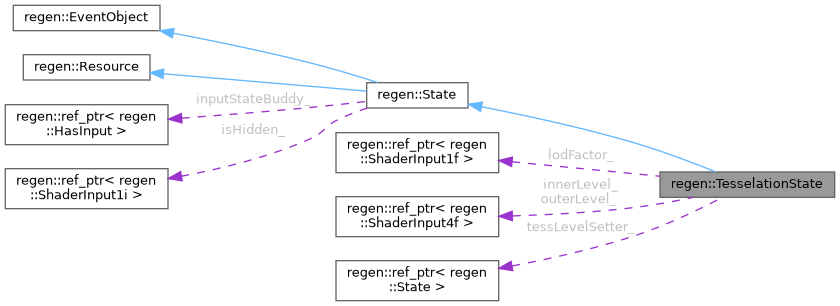 regen::EventObject
regen::Resource
regen::State
inputStateBuddy_
regen::ref_ptr< regen
::HasInput >
isHidden_
regen::ref_ptr< regen
::ShaderInput1f >
lodFactor_
regen::ref_ptr< regen
::ShaderInput1i >
regen::TesselationState
innerLevel_
outerLevel_
regen::ref_ptr< regen
::ShaderInput4f >
tessLevelSetter_
regen::ref_ptr< regen
::State >